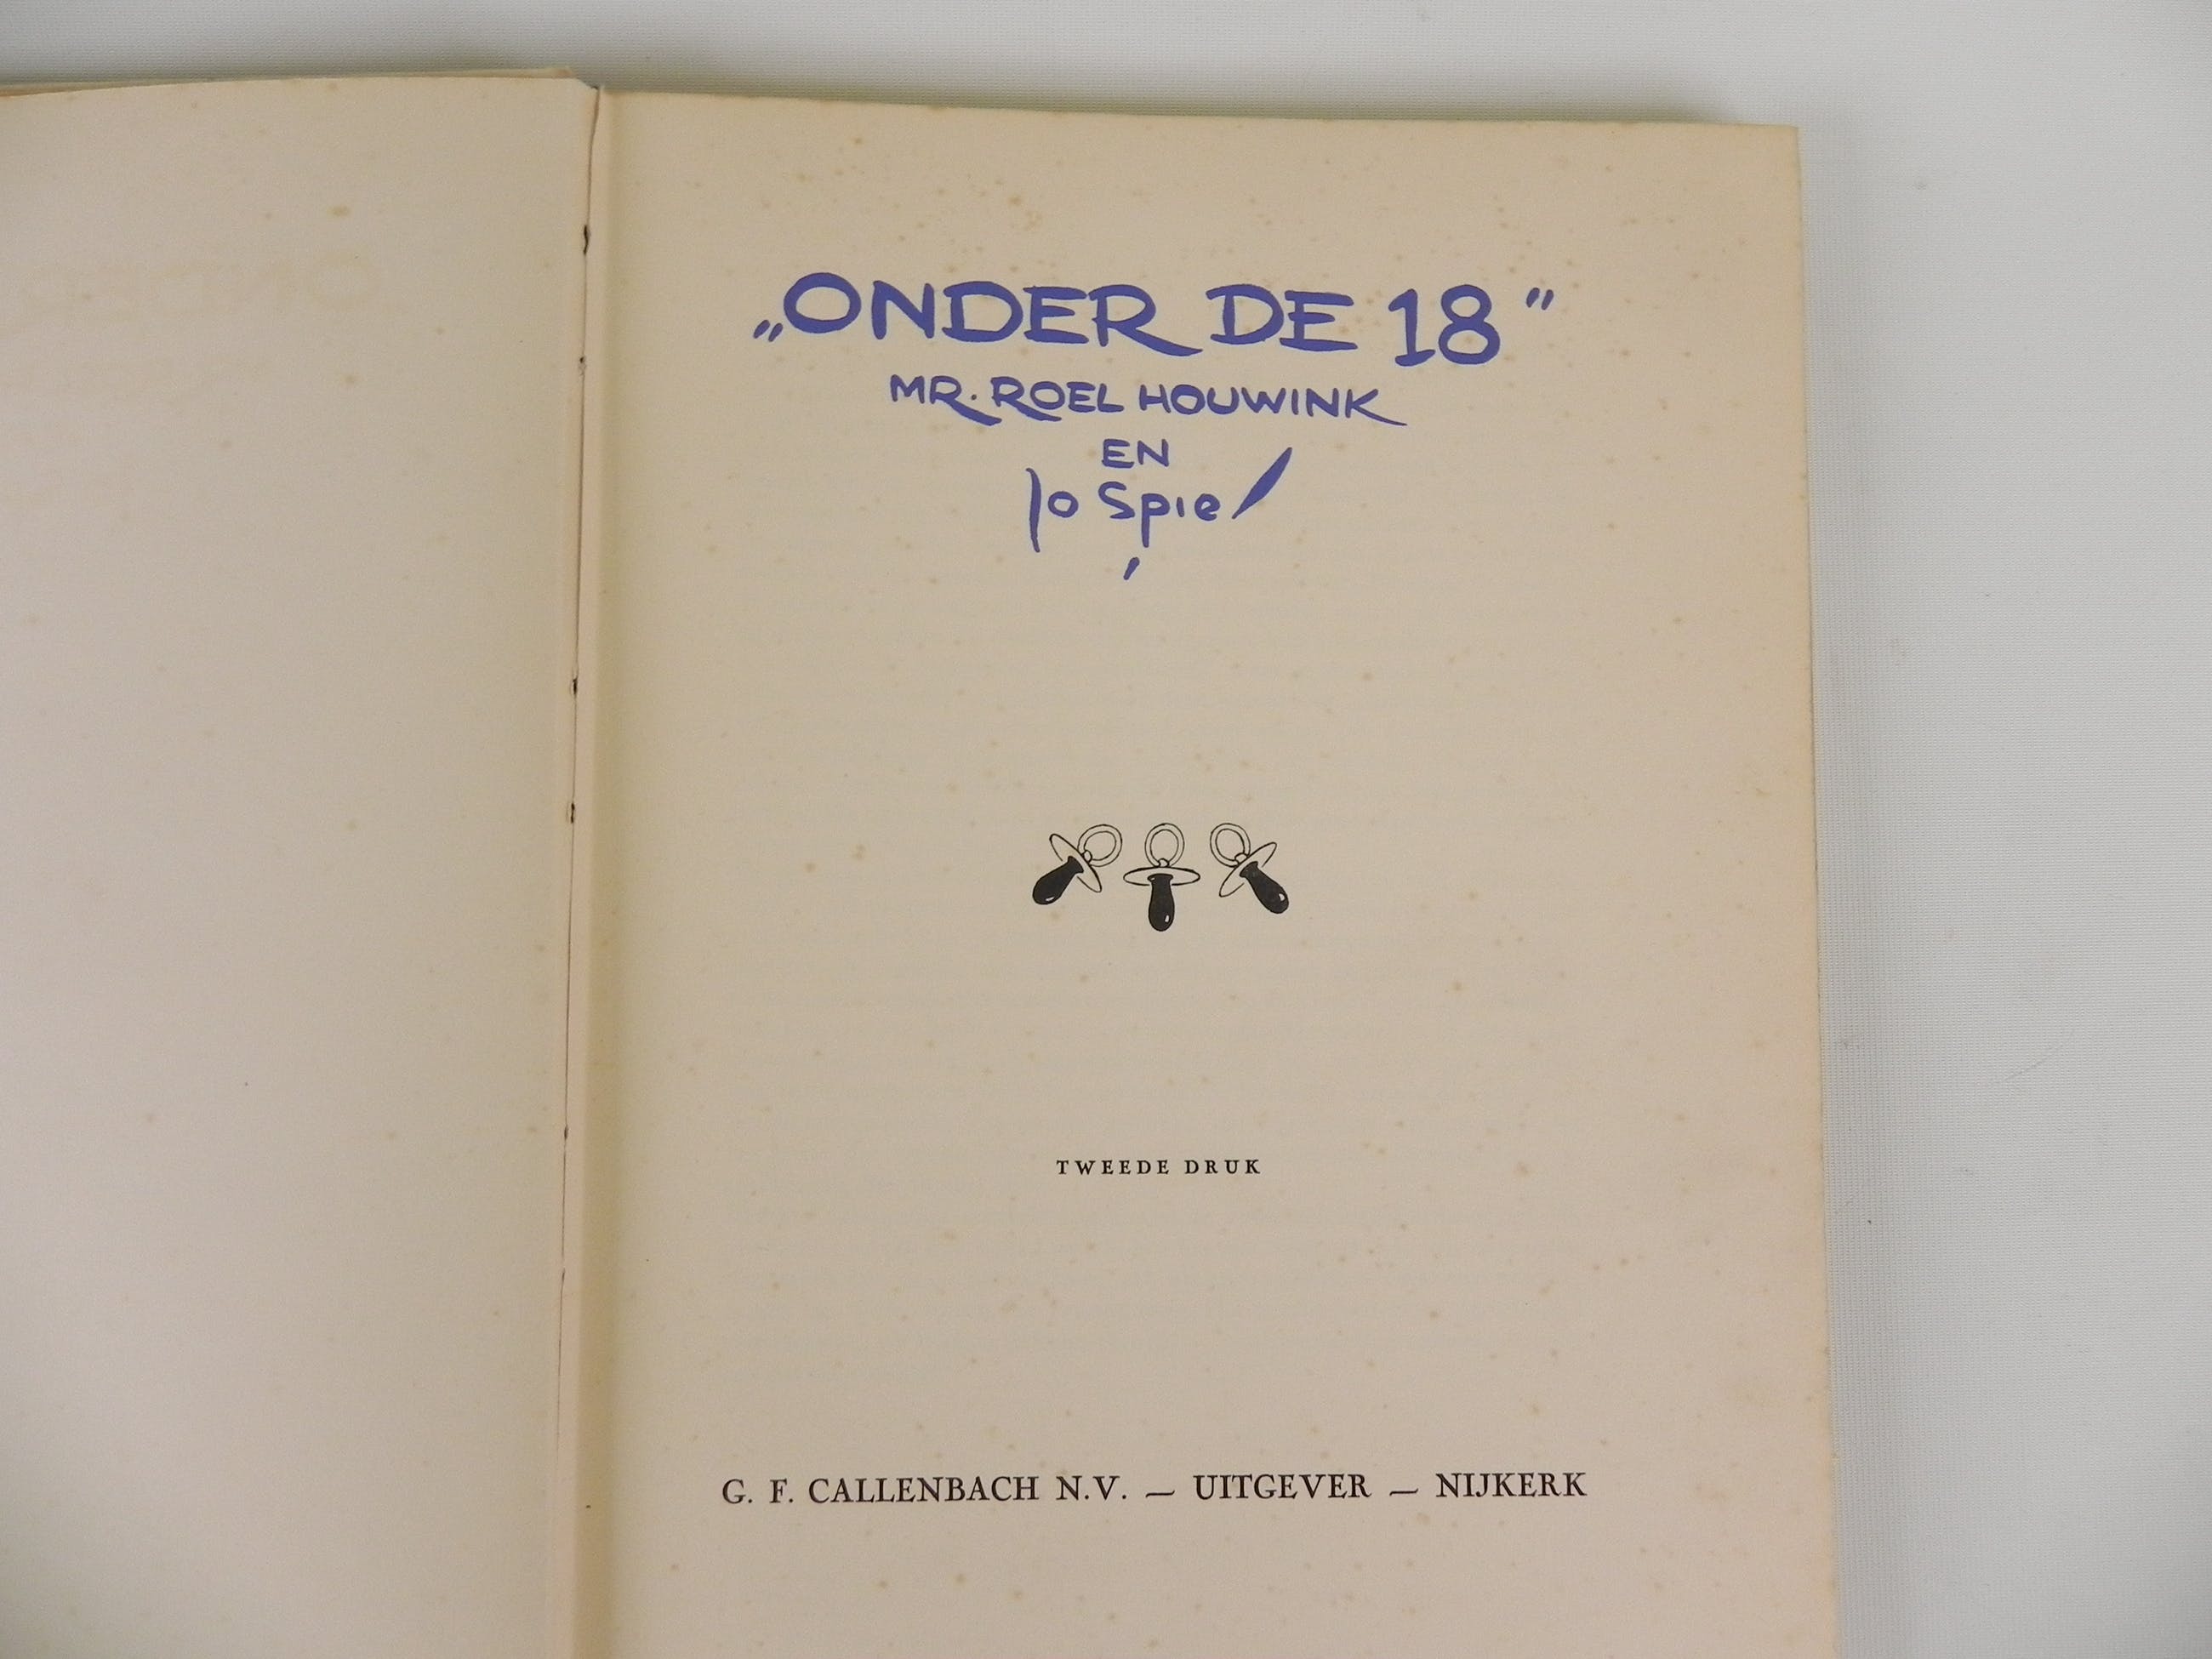 „ONDER DE 18”
MR. ROEL HOUWINK
EN
Jo Spier
TWEEDE DRUK
G. F. CALLENBACH N.V. — UITGEVER — NIJKERK